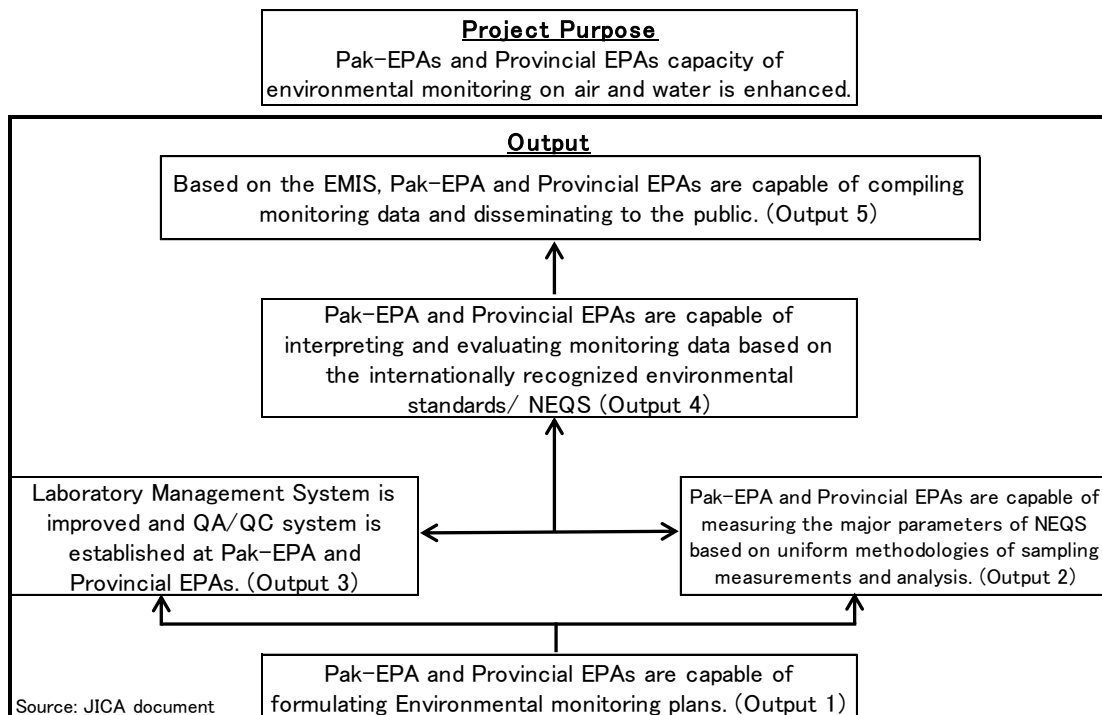 Project Purpose
Pak-EPAs and Provincial EPAs capacity of
environmental monitoring on air and water is enhanced.
Output
Based on the EMIS, Pak-EPA and Provincial EPAs are capable of compiling
monitoring data and disseminating to the public. (Output 5)
Pak-EPA and Provincial EPAs are capable of
interpreting and evaluating monitoring data based on
the internationally recognized environmental
standards/ NEQS (Output 4)
Laboratory Management System is
improved and QA/QC system is
established at Pak-EPA and
Provincial EPAs. (Output 3)
Pak-EPA and Provincial EPAs are capable of
measuring the major parameters of NEQS
based on uniform methodologies of sampling
measurements and analysis. (Output 2)
Pak-EPA and Provincial EPAs are capable of
formulating Environmental monitoring plans. (Output 1)
Source: JICA document